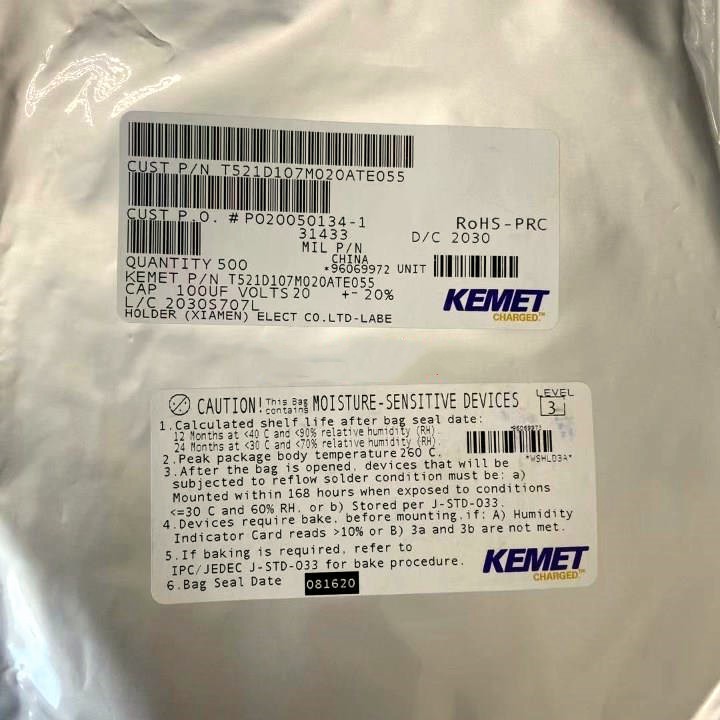 CUST P/N T521D107M020ATE055
CUST P.O. # PO20050134-1
RoHS-PRC
31433
D/C 2030
MIL P/N
CHINA
QUANTITY 500
*96069972 UNIT
KEMET P/N T521D107M020ATE055
CAP 100UF VOLTS 20 +- 20%
L/C 2030S707L
HOLDER (XIAMEN) ELECT CO.LTD-LABE
KEMET
CHARGED.™
CAUTION! This Bag contains MOISTURE-SENSITIVE DEVICES
LEVEL
3
1.Calculated shelf life after bag seal date:
12 Months at <40 C and <90% relative humidity (RH).
24 Months at <30 C and <70% relative humidity (RH).
*96069972
*WSHLD3A*
2.Peak package body temperature 260 C.
3.After the bag is opened, devices that will be
subjected to reflow solder condition must be: a)
Mounted within 168 hours when exposed to conditions
<=30 C and 60% RH, or b) Stored per J-STD-033.
4.Devices require bake, before mounting,if: A) Humidity
Indicator Card reads >10% or B) 3a and 3b are not met.
5.If baking is required, refer to
IPC/JEDEC J-STD-033 for bake procedure.
6.Bag Seal Date 081620
KEMET
CHARGED.™